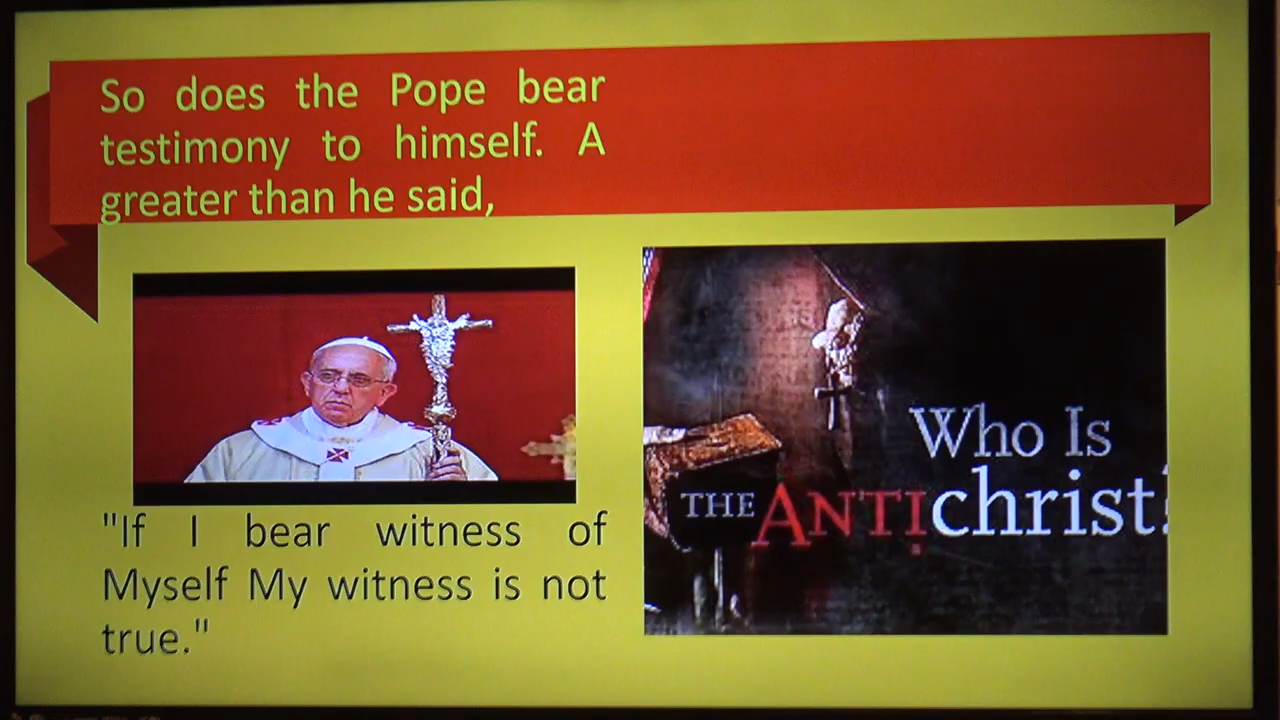 So does the Pope bear
testimony to himself. A
greater than he said,
"If I bear witness of
Myself My witness is not
true."
Who Is
THE ANTichrist?